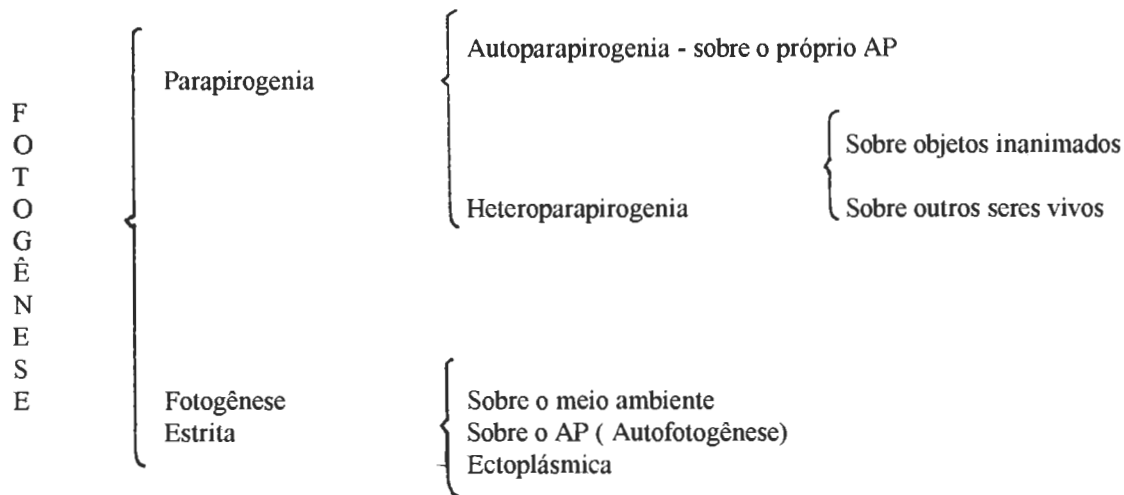 FOTOGÊNESE
Parapirogenia
Autoparapirogenia - sobre o próprio AP
Heteroparapirogenia
Sobre objetos inanimados
Sobre outros seres vivos
Fotogênese
Estrita
Sobre o meio ambiente
Sobre o AP ( Autofotogênese)
Ectoplásmica